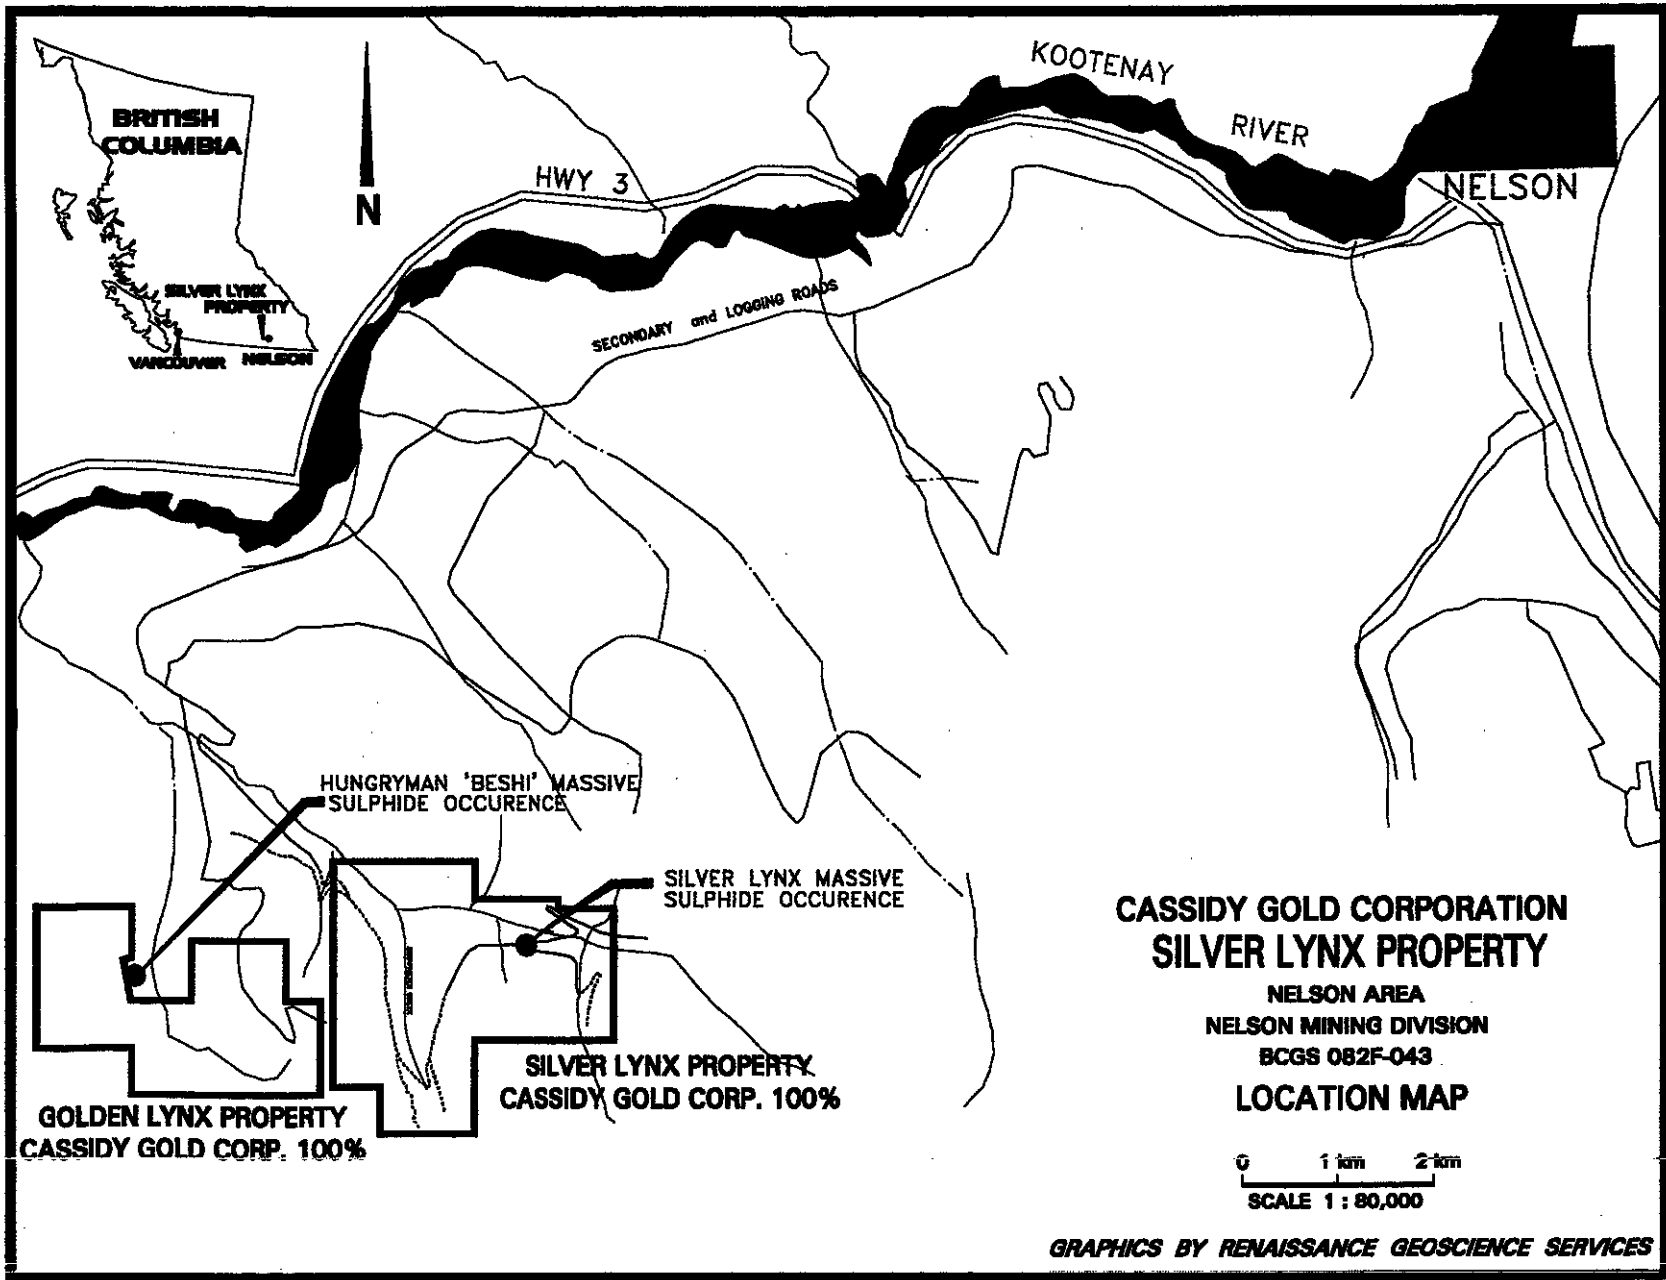 BRITISH
COLUMBIA
SILVER LYNX
PROPERTY
VANCOUVER
NELSON
N
HWY 3
KOOTENAY
RIVER
NELSON
SECONDARY and LOGGING ROADS
HUNGRYMAN 'BESHI' MASSIVE
SULPHIDE OCCURENCE
SILVER LYNX MASSIVE
SULPHIDE OCCURENCE
SILVER LYNX PROPERTY
CASSIDY GOLD CORP. 100%
GOLDEN LYNX PROPERTY
CASSIDY GOLD CORP. 100%
CASSIDY GOLD CORPORATION
SILVER LYNX PROPERTY
NELSON AREA
NELSON MINING DIVISION
BCGS 082F-043
LOCATION MAP
0 1 km 2 km
SCALE 1 : 80,000
GRAPHICS BY RENAISSANCE GEOSCIENCE SERVICES